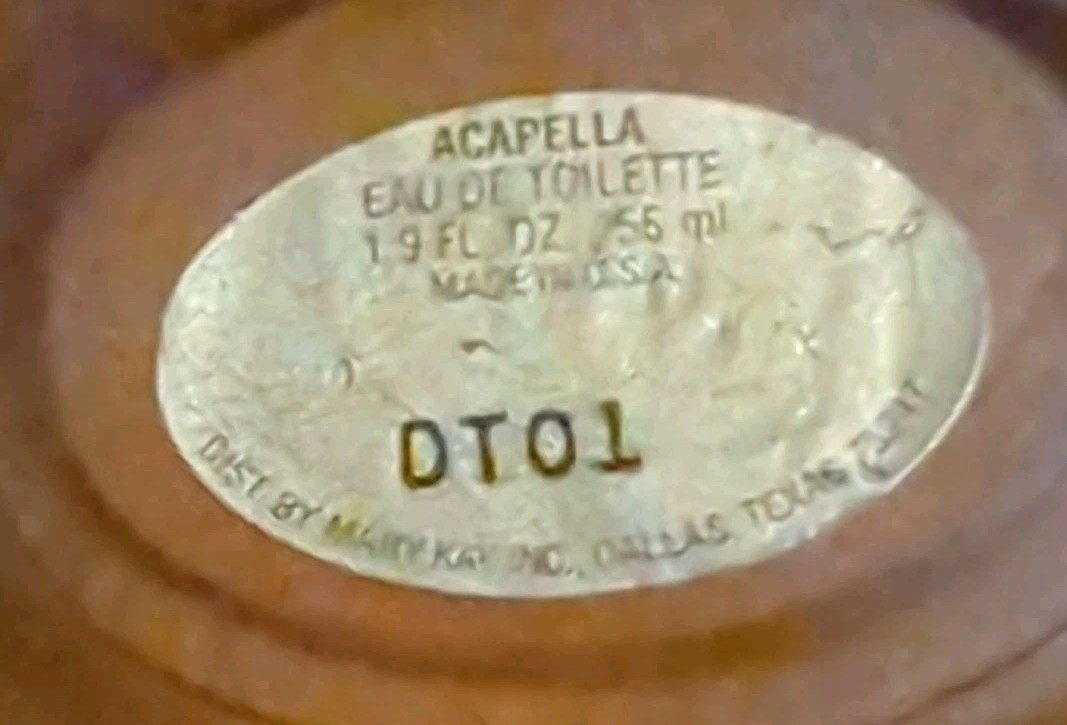 ACAPELLA
EAU DE TOILETTE
1.9 FL OZ / 56 ml
MADE IN U.S.A.
DT01
DIST. BY MARY KAY INC., DALLAS, TEXAS